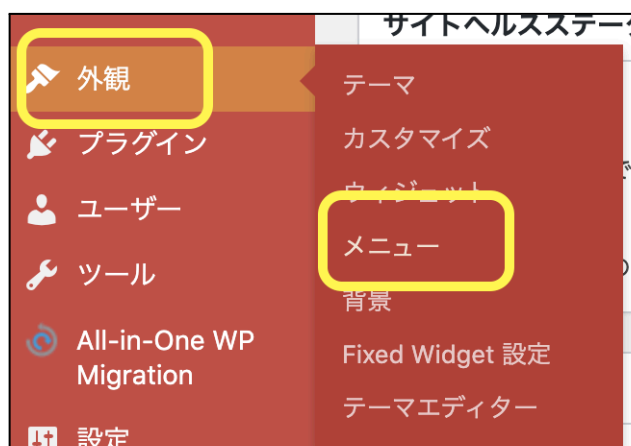 サイトヘルスステー
外観
プラグイン
ユーザー
ツール
All-in-One WP
Migration
設定
テーマ
カスタマイズ
ウィジェット
メニュー
背景
Fixed Widget 設定
テーマエディター
で
の